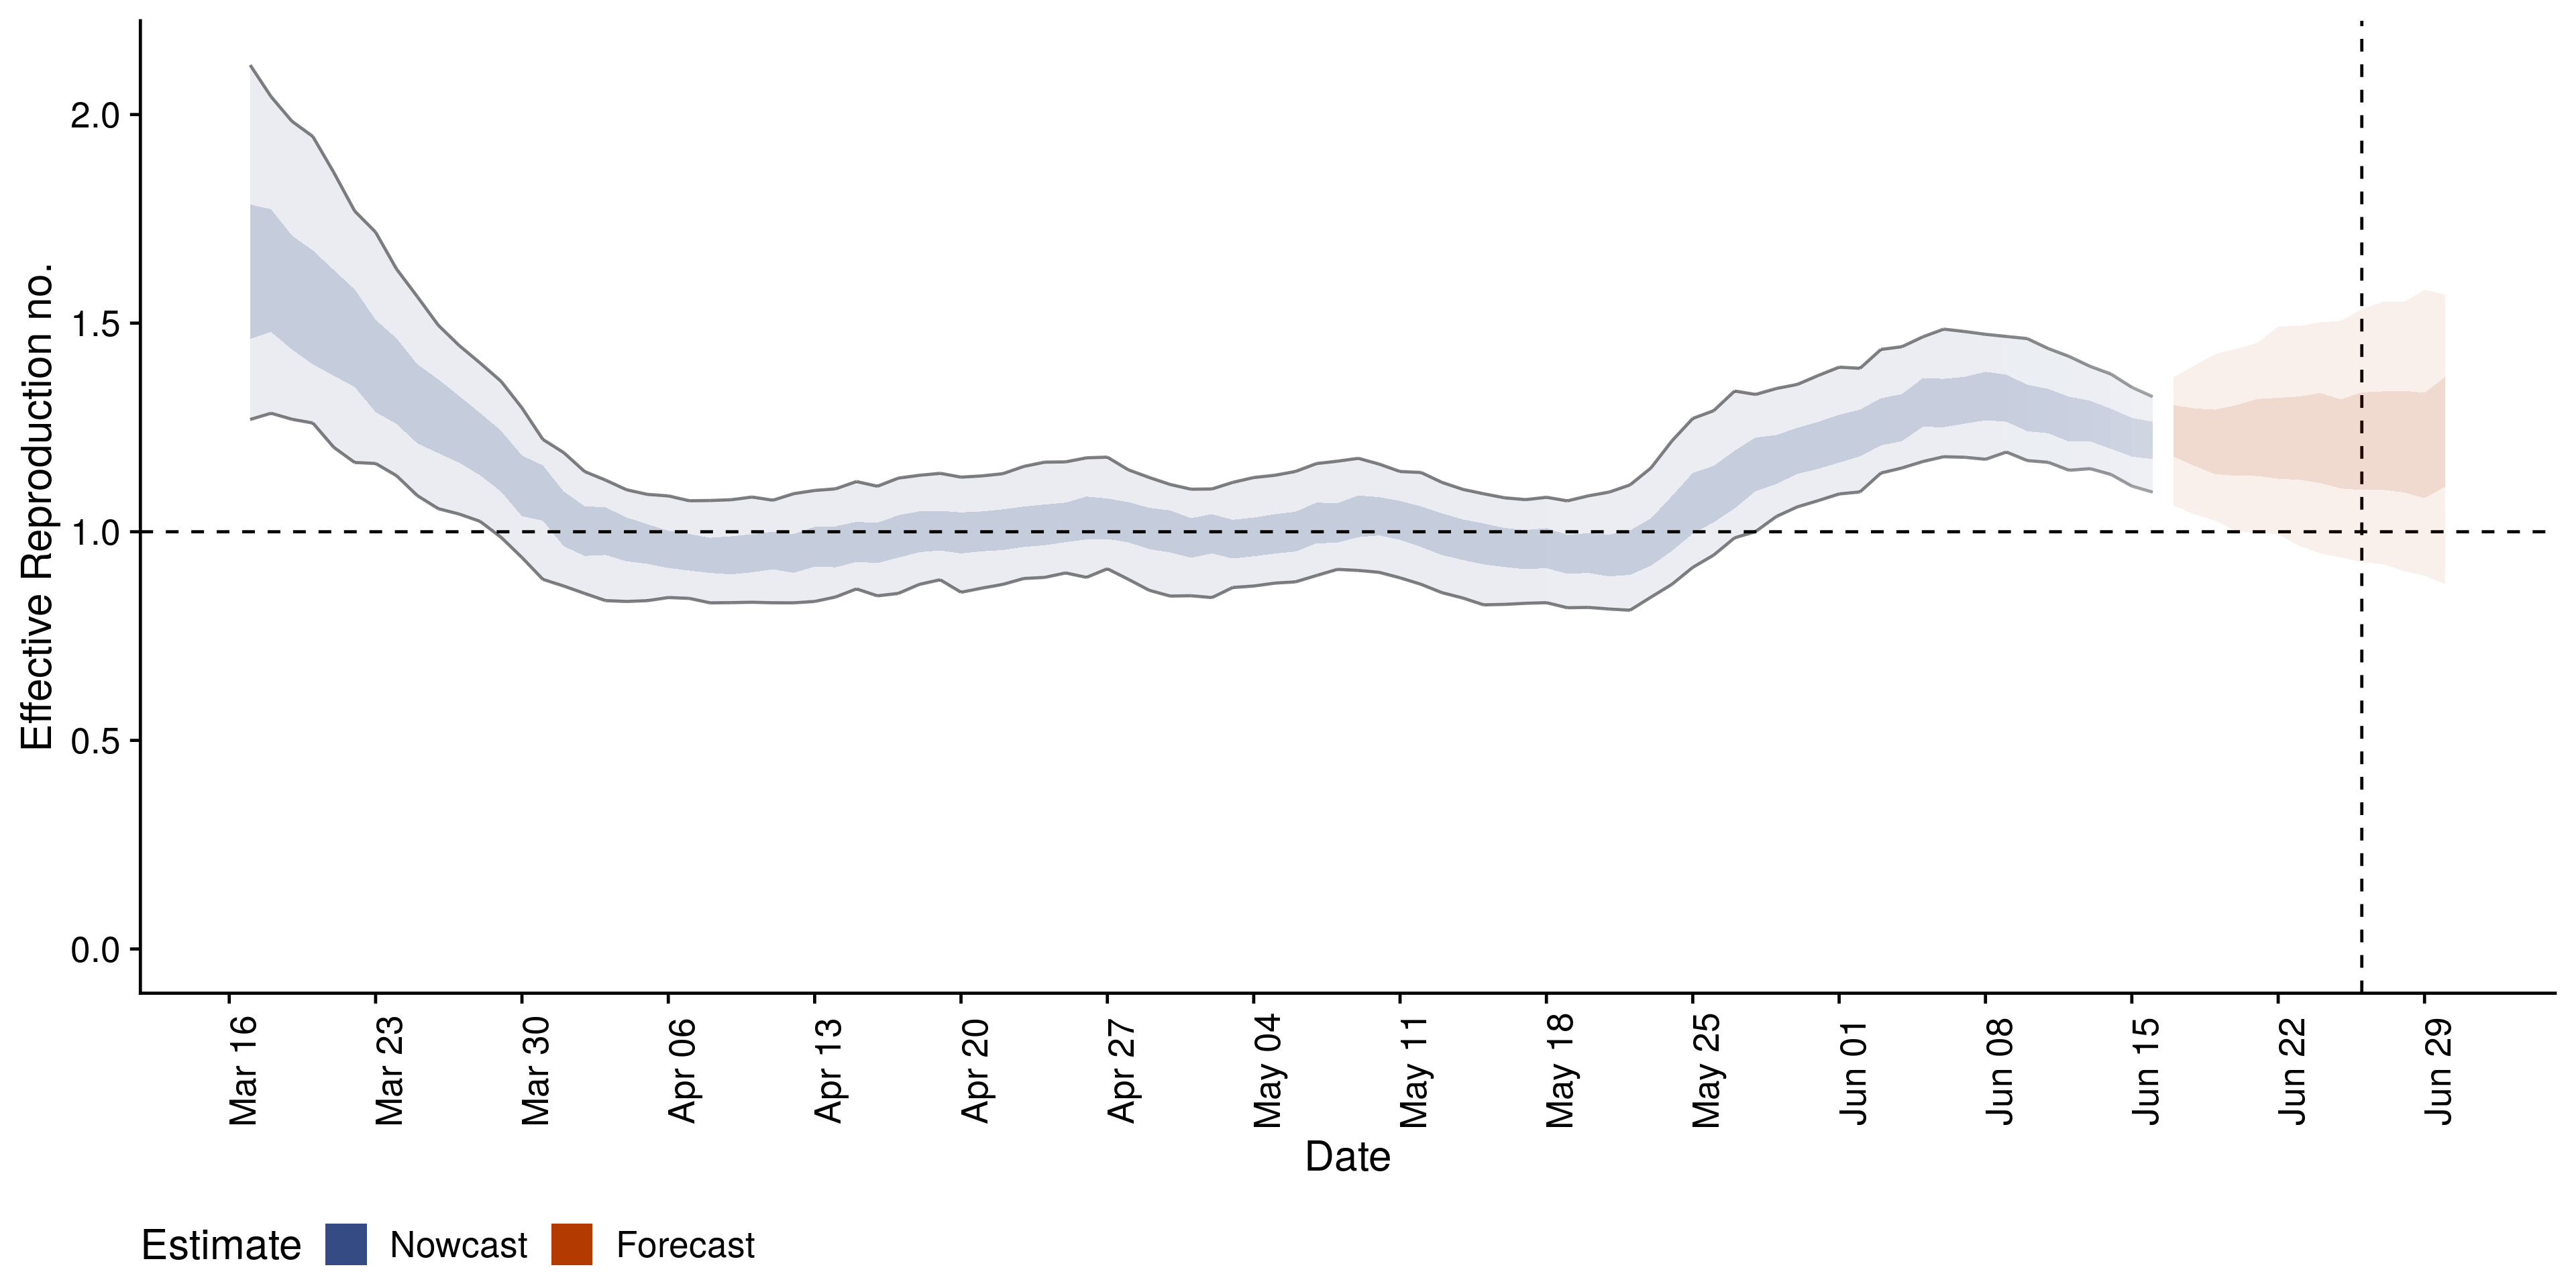 Effective Reproduction no.
2.0
1.5
1.0
0.5
0.0
Mar 16
Mar 23
Mar 30
Apr 06
Apr 13
Apr 20
Apr 27
May 04
May 11
May 18
May 25
Jun 01
Jun 08
Jun 15
Jun 22
Jun 29
Date
Estimate Nowcast Forecast